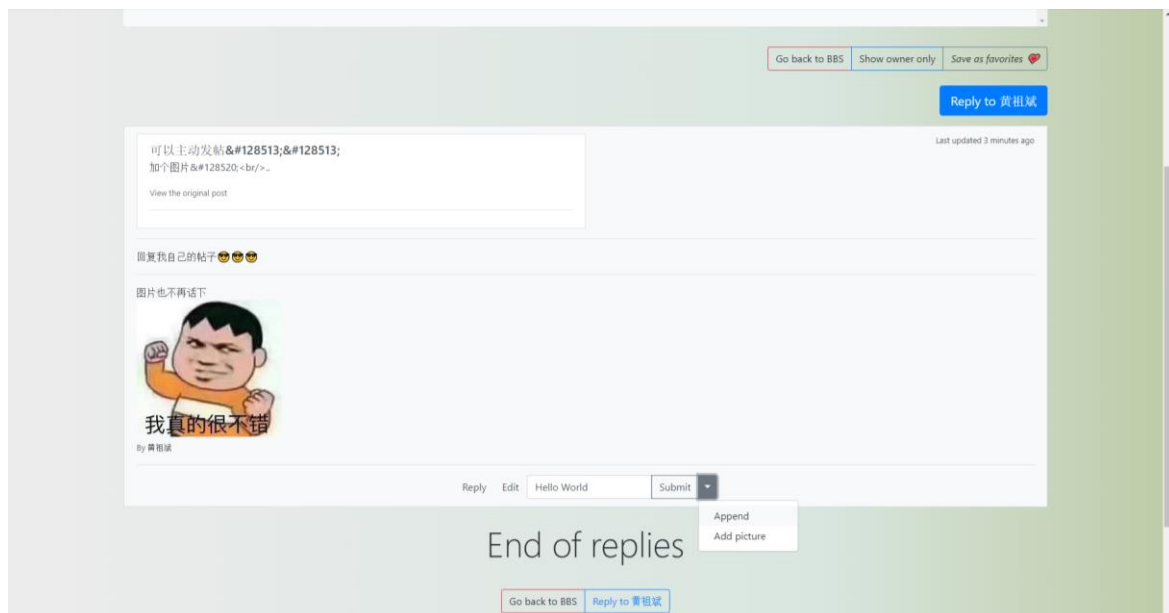 Go back to BBS Show owner only Save as favorites 💗
Reply to 黄祖斌
Last updated 3 minutes ago
可以主动发帖&#128513;&#128513;
加个图片&#128520;<br/>..
View the original post
回复我自己的帖子😎😎😎
图片也不再话下
我真的很不错
By 黄祖斌
Reply Edit Hello World Submit
Append
Add picture
End of replies
Go back to BBS Reply to 黄祖斌